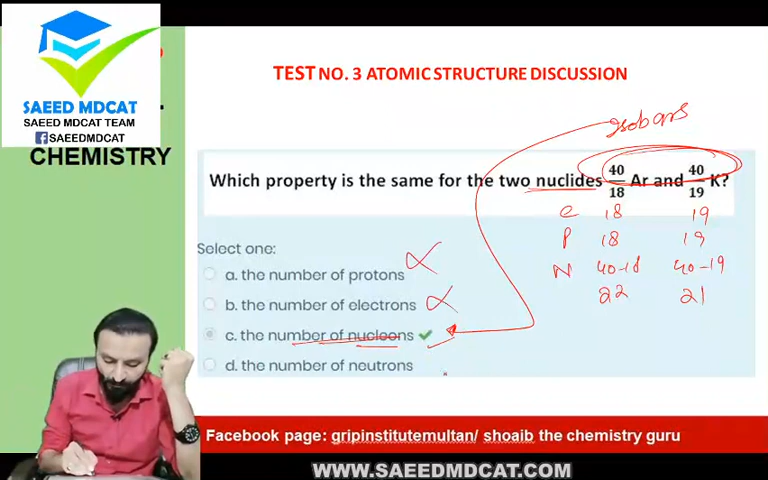 SAEED MDCAT
SAEED MDCAT TEAM
SAEEDMDCAT
CHEMISTRY
TEST NO. 3 ATOMIC STRUCTURE DISCUSSION
Isobars
Which property is the same for the two nuclides 40/18 Ar and 40/19 K?
e 18 19
P 18 19
N 40-18 40-19
22 21
Select one:
a. the number of protons
b. the number of electrons
c. the number of nucleons
d. the number of neutrons
Facebook page: gripinstitutemultan/ shoaib the chemistry guru
WWW.SAEEDMDCAT.COM